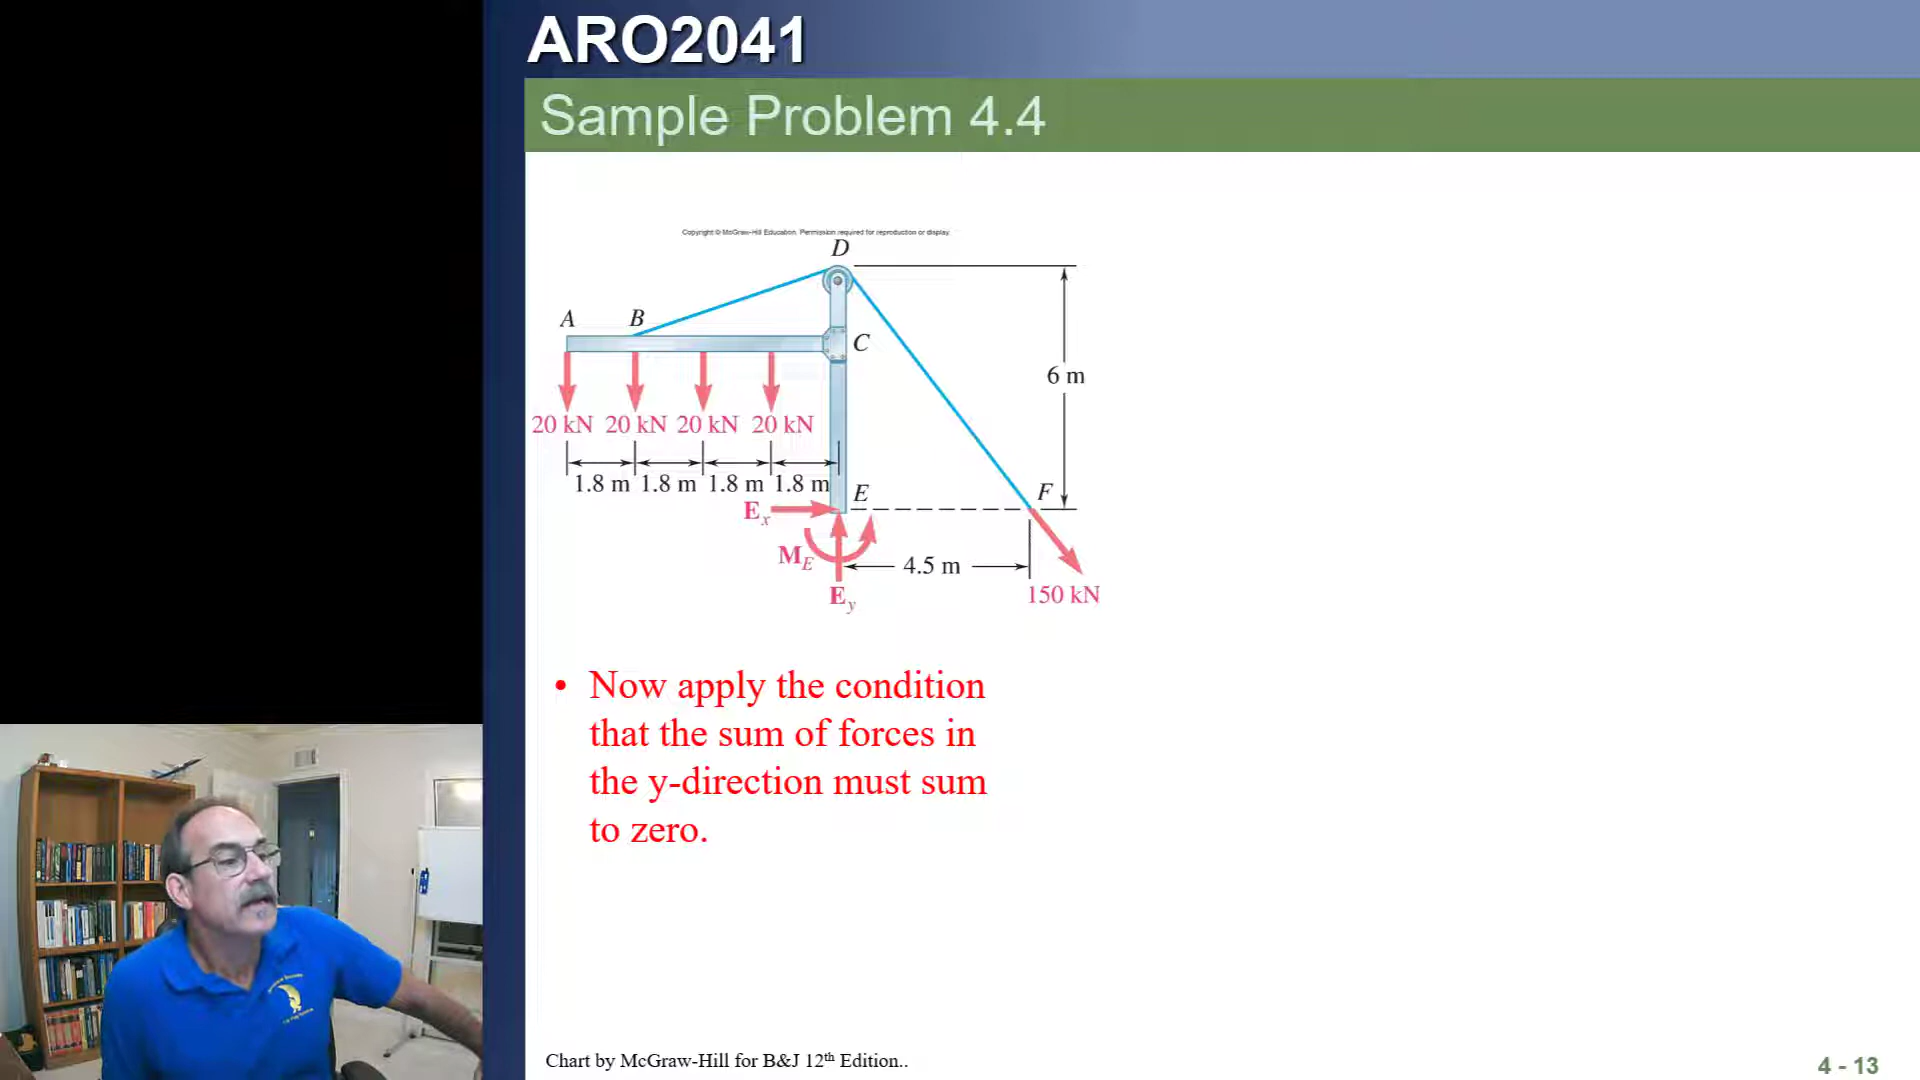 ARO2041
Sample Problem 4.4
Copyright © McGraw-Hill Education. Permission required for reproduction or display.
D
A B
C
6 m
20 kN 20 kN 20 kN 20 kN
1.8 m 1.8 m 1.8 m 1.8 m
E F
Ex
ME
4.5 m
Ey
150 kN
• Now apply the condition
that the sum of forces in
the y-direction must sum
to zero.
Chart by McGraw-Hill for B&J 12th Edition..
4 - 13